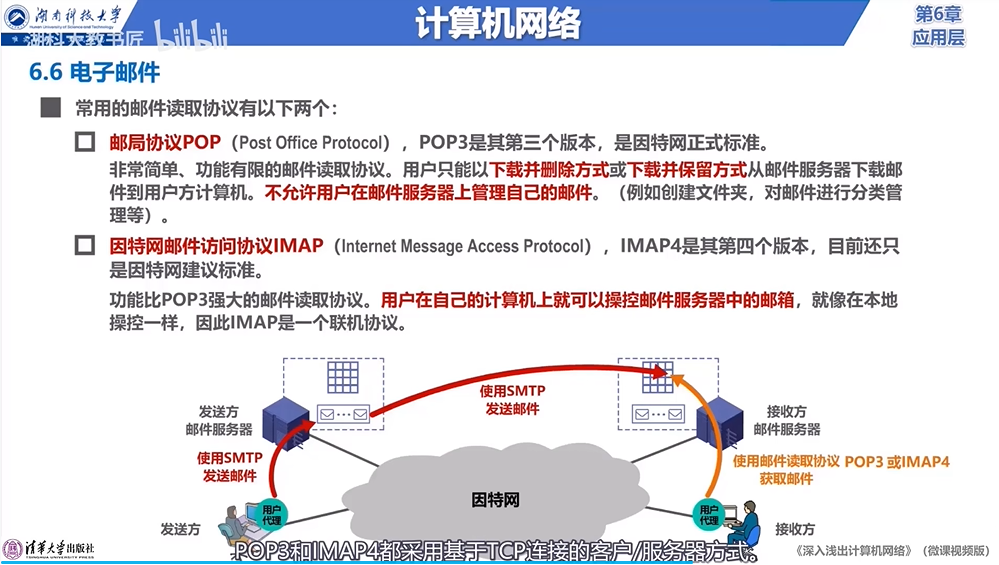 湖南科技大学
Hunan University of Science and Technology
湖科大教书匠 bilibili
计算机网络
第6章
应用层
6.6 电子邮件
常用的邮件读取协议有以下两个：
邮局协议POP（Post Office Protocol），POP3是其第三个版本，是因特网正式标准。
非常简单、功能有限的邮件读取协议。用户只能以下载并删除方式或下载并保留方式从邮件服务器下载邮
件到用户方计算机。不允许用户在邮件服务器上管理自己的邮件。（例如创建文件夹，对邮件进行分类管
理等）。
因特网邮件访问协议IMAP（Internet Message Access Protocol），IMAP4是其第四个版本，目前还只
是因特网建议标准。
功能比POP3强大的邮件读取协议。用户在自己的计算机上就可以操控邮件服务器中的邮箱，就像在本地
操控一样，因此IMAP是一个联机协议。
使用SMTP
发送邮件
发送方
邮件服务器
接收方
邮件服务器
使用SMTP
发送邮件
使用邮件读取协议 POP3 或IMAP4
获取邮件
因特网
用户
代理
用户
代理
发送方
接收方
清华大学出版社
TSINGHUA UNIVERSITY PRESS
POP3和IMAP4都采用基于TCP连接的客户/服务器方式。
《深入浅出计算机网络》（微课视频版）